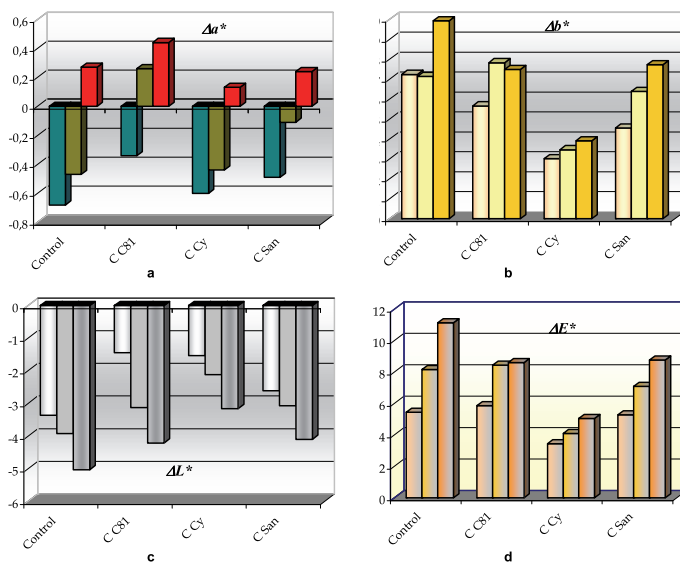 Δa*
0,6
0,4
0,2
0
-0,2
-0,4
-0,6
-0,8
Control
C C81
C Cy
C San
a
Δb*
Control
C C81
C Cy
C San
b
0
-1
-2
-3
-4
-5
-6
ΔL*
Control
C C81
C Cy
C San
c
ΔE*
12
10
8
6
4
2
0
Control
C C81
C Cy
C San
d